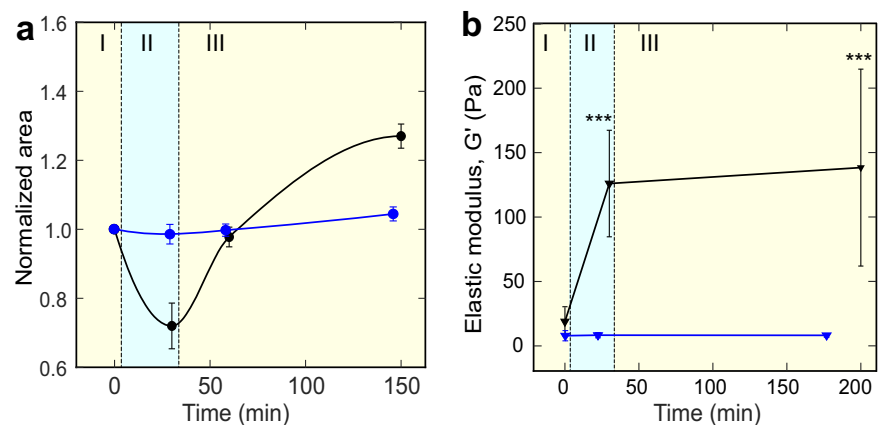 a
1.6
1.4
1.2
1.0
0.8
0.6
I II III
Normalized area
0 50 100 150
Time (min)
b
250
200
150
100
50
0
I II III
***
***
Elastic modulus, G' (Pa)
0 50 100 150 200
Time (min)